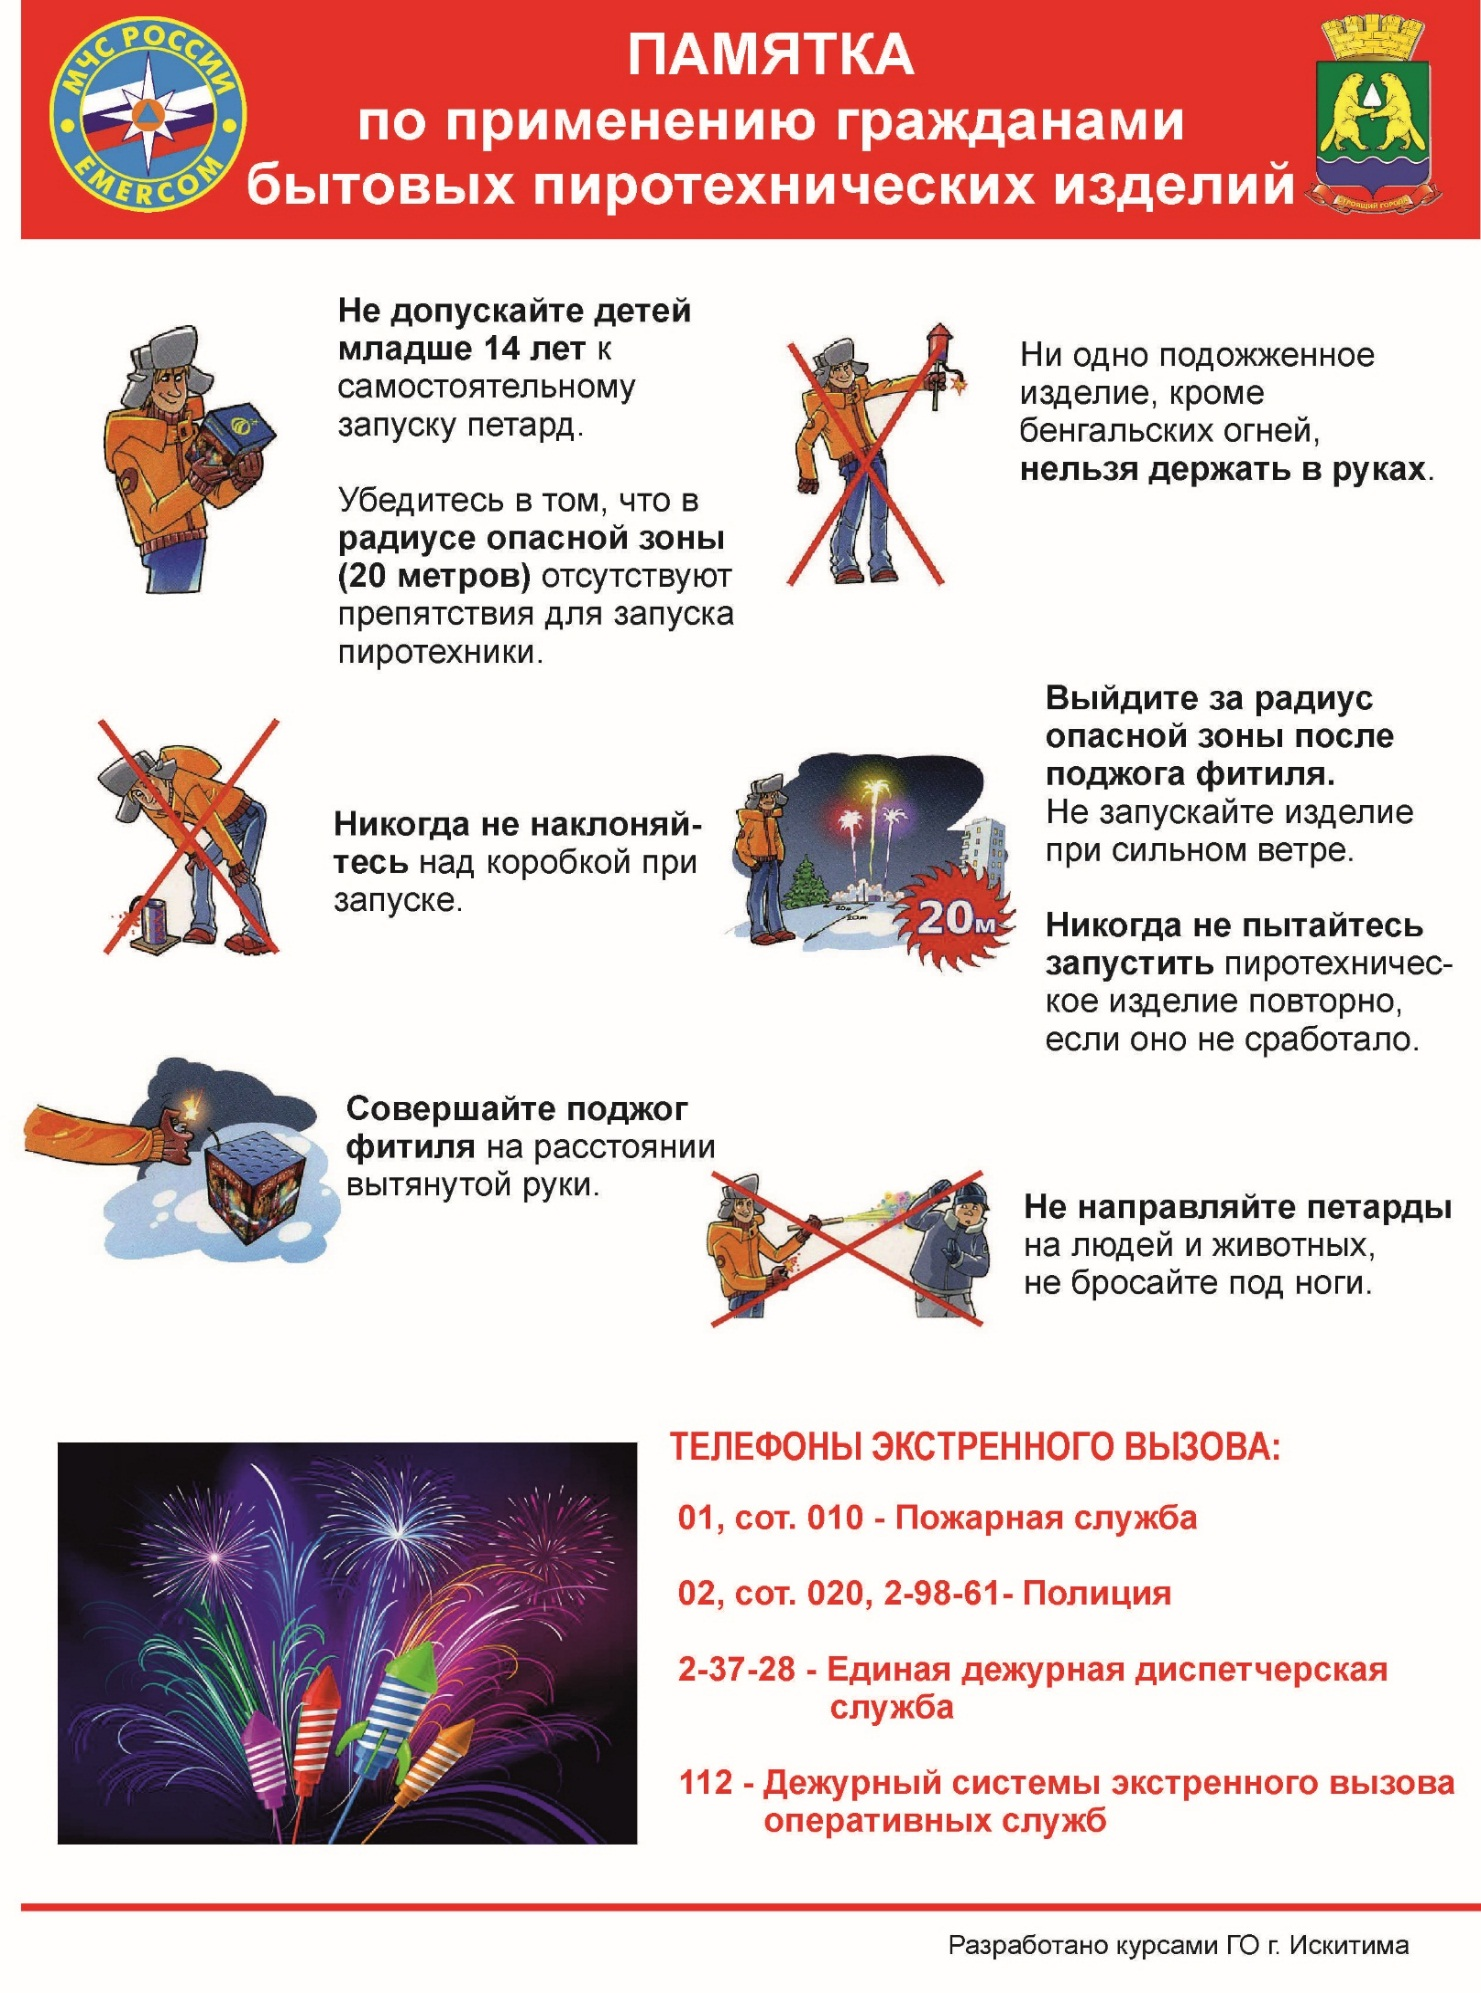 МЧС РОССИИ
EMERCOM
ПАМЯТКА
по применению гражданами
бытовых пиротехнических изделий
Не допускайте детей
младше 14 лет к
самостоятельному
запуску петард.
Убедитесь в том, что в
радиусе опасной зоны
(20 метров) отсутствуют
препятствия для запуска
пиротехники.
Ни одно подожженное
изделие, кроме
бенгальских огней,
нельзя держать в руках.
Никогда не наклоняй-
тесь над коробкой при
запуске.
20м
Выйдите за радиус
опасной зоны после
поджога фитиля.
Не запускайте изделие
при сильном ветре.
Никогда не пытайтесь
запустить пиротехничес-
кое изделие повторно,
если оно не сработало.
Совершайте поджог
фитиля на расстоянии
вытянутой руки.
Не направляйте петарды
на людей и животных,
не бросайте под ноги.
ТЕЛЕФОНЫ ЭКСТРЕННОГО ВЫЗОВА:
01, сот. 010 - Пожарная служба
02, сот. 020, 2-98-61- Полиция
2-37-28 - Единая дежурная диспетчерская
служба
112 - Дежурный системы экстренного вызова
оперативных служб
Разработано курсами ГО г. Искитима